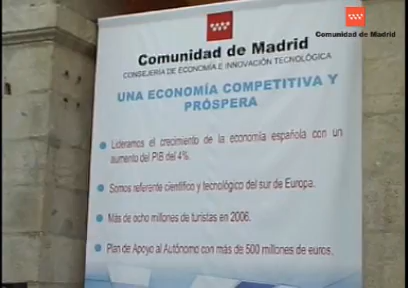 Comunidad de Madrid
Comunidad de Madrid
CONSEJERÍA DE ECONOMÍA E INNOVACIÓN TECNOLÓGICA
UNA ECONOMÍA COMPETITIVA Y
PRÓSPERA
Lideramos el crecimiento de la economía española con un
aumento del PIB del 4%.
Somos referente científico y tecnológico del sur de Europa.
Más de ocho millones de turistas en 2006.
Plan de Apoyo al Autónomo con más de 500 millones de euros.